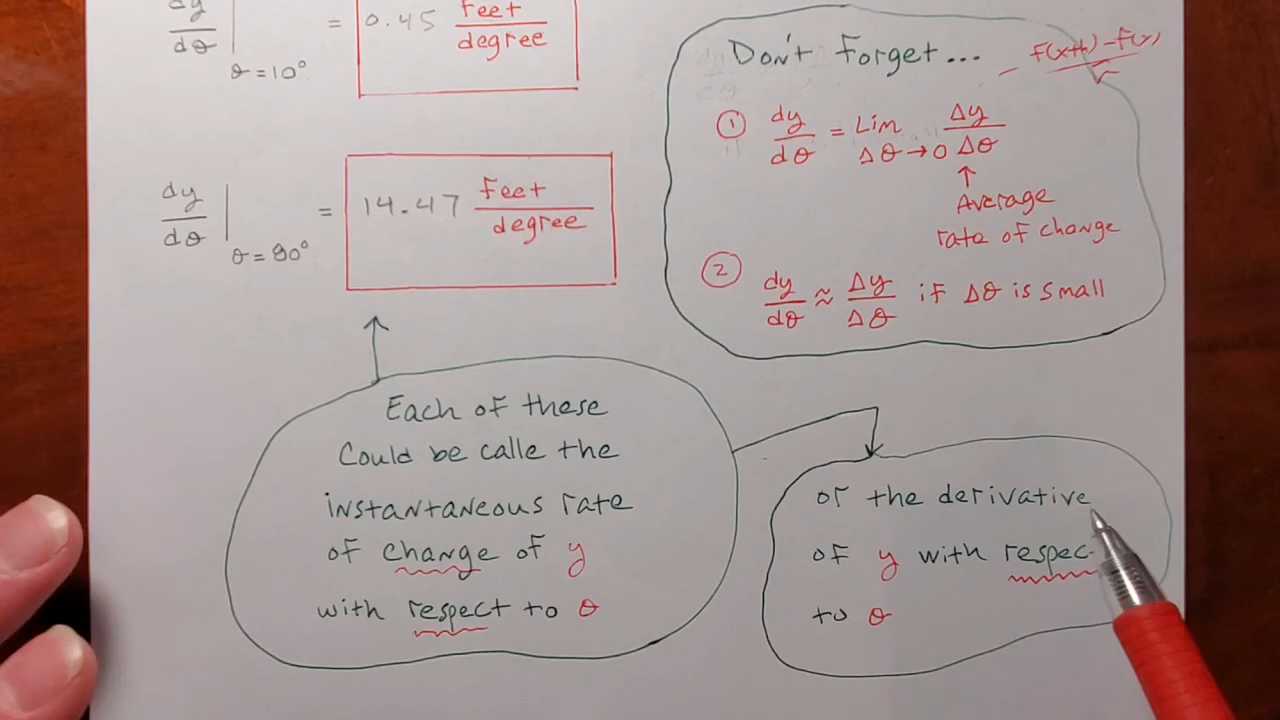 dy/dθ | θ=10° = 0.45 feet/degree
dy/dθ | θ=80° = 14.47 feet/degree
Don't forget... f(x+h)-f(x)
① dy/dθ = Lim Δθ→0 Δy/Δθ
↑
Average
rate of change
② dy/dθ ≈ Δy/Δθ if Δθ is small
Each of these
Could be calle the
instantaneous rate
of change of y
with respect to θ
or the derivative
of y with respec
to θ